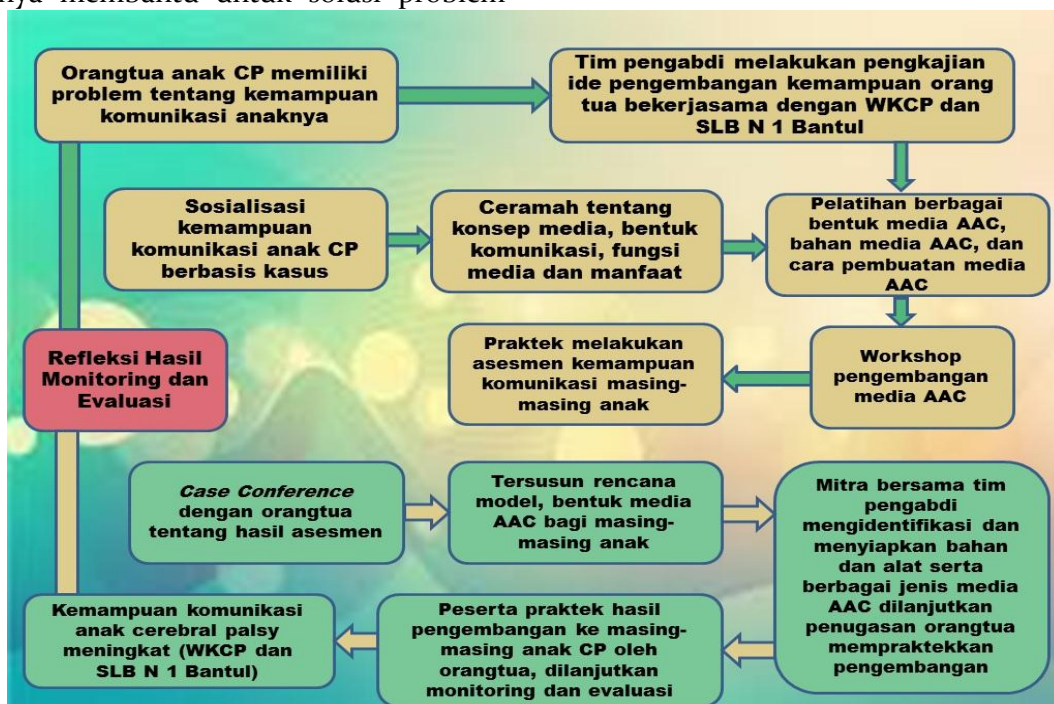 untuk solusi problem
Orangtua anak CP memiliki
problem tentang kemampuan
komunikasi anaknya
Tim pengabdi melakukan pengkajian
ide pengembangan kemampuan orang
tua bekerjasama dengan WKCP dan
SLB N 1 Bantul
Sosialisasi
kemampuan
komunikasi anak CP
berbasis kasus
Ceramah tentang
konsep media, bentuk
komunikasi, fungsi
media dan manfaat
Pelatihan berbagai
bentuk media AAC,
bahan media AAC, dan
cara pembuatan media
AAC
Refleksi Hasil
Monitoring dan
Evaluasi
Praktek melakukan
asesmen kemampuan
komunikasi masing-
masing anak
Workshop
pengembangan
media AAC
Case Conference
dengan orangtua
tentang hasil asesmen
Tersusun rencana
model, bentuk media
AAC bagi masing-
masing anak
Mitra bersama tim
pengabdi
mengidentifikasi dan
menyiapkan bahan
dan alat serta
berbagai jenis media
AAC dilanjutkan
penugasan orangtua
mempraktekkan
pengembangan
Kemampuan komunikasi
anak cerebral palsy
meningkat (WKCP dan
SLB N 1 Bantul)
Peserta praktek hasil
pengembangan ke masing-
masing anak CP oleh
orangtua, dilanjutkan
monitoring dan evaluasi